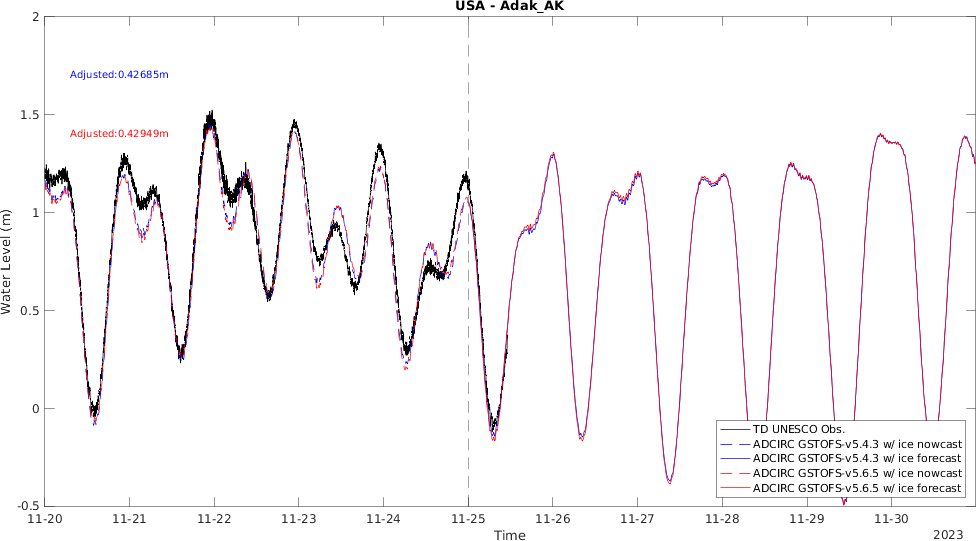 USA - Adak_AK
2
1.5
1
0.5
0
-0.5
Water Level (m)
Adjusted:0.42685m
Adjusted:0.42949m
TD UNESCO Obs.
ADCIRC GSTOFS-v5.4.3 w/ ice nowcast
ADCIRC GSTOFS-v5.4.3 w/ ice forecast
ADCIRC GSTOFS-v5.6.5 w/ ice nowcast
ADCIRC GSTOFS-v5.6.5 w/ ice forecast
11-20 11-21 11-22 11-23 11-24 11-25 11-26 11-27 11-28 11-29 11-30
Time
2023